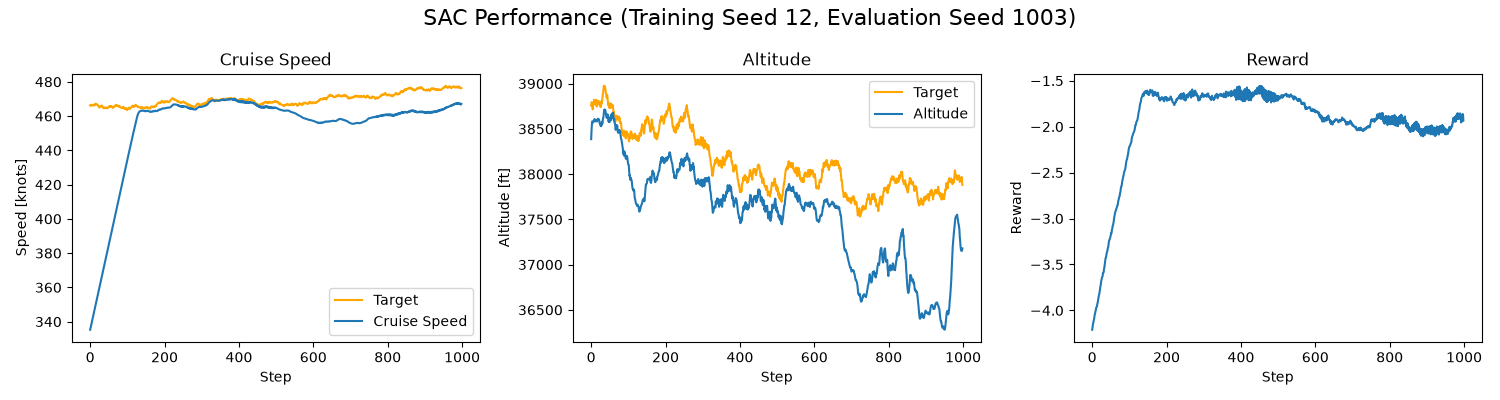 SAC Performance (Training Seed 12, Evaluation Seed 1003)
Cruise Speed
Speed [knots]
480
460
440
420
400
380
360
340
Target
Cruise Speed
0 200 400 600 800 1000
Step
Altitude
Altitude [ft]
39000
38500
38000
37500
37000
36500
Target
Altitude
0 200 400 600 800 1000
Step
Reward
Reward
−1.5
−2.0
−2.5
−3.0
−3.5
−4.0
0 200 400 600 800 1000
Step